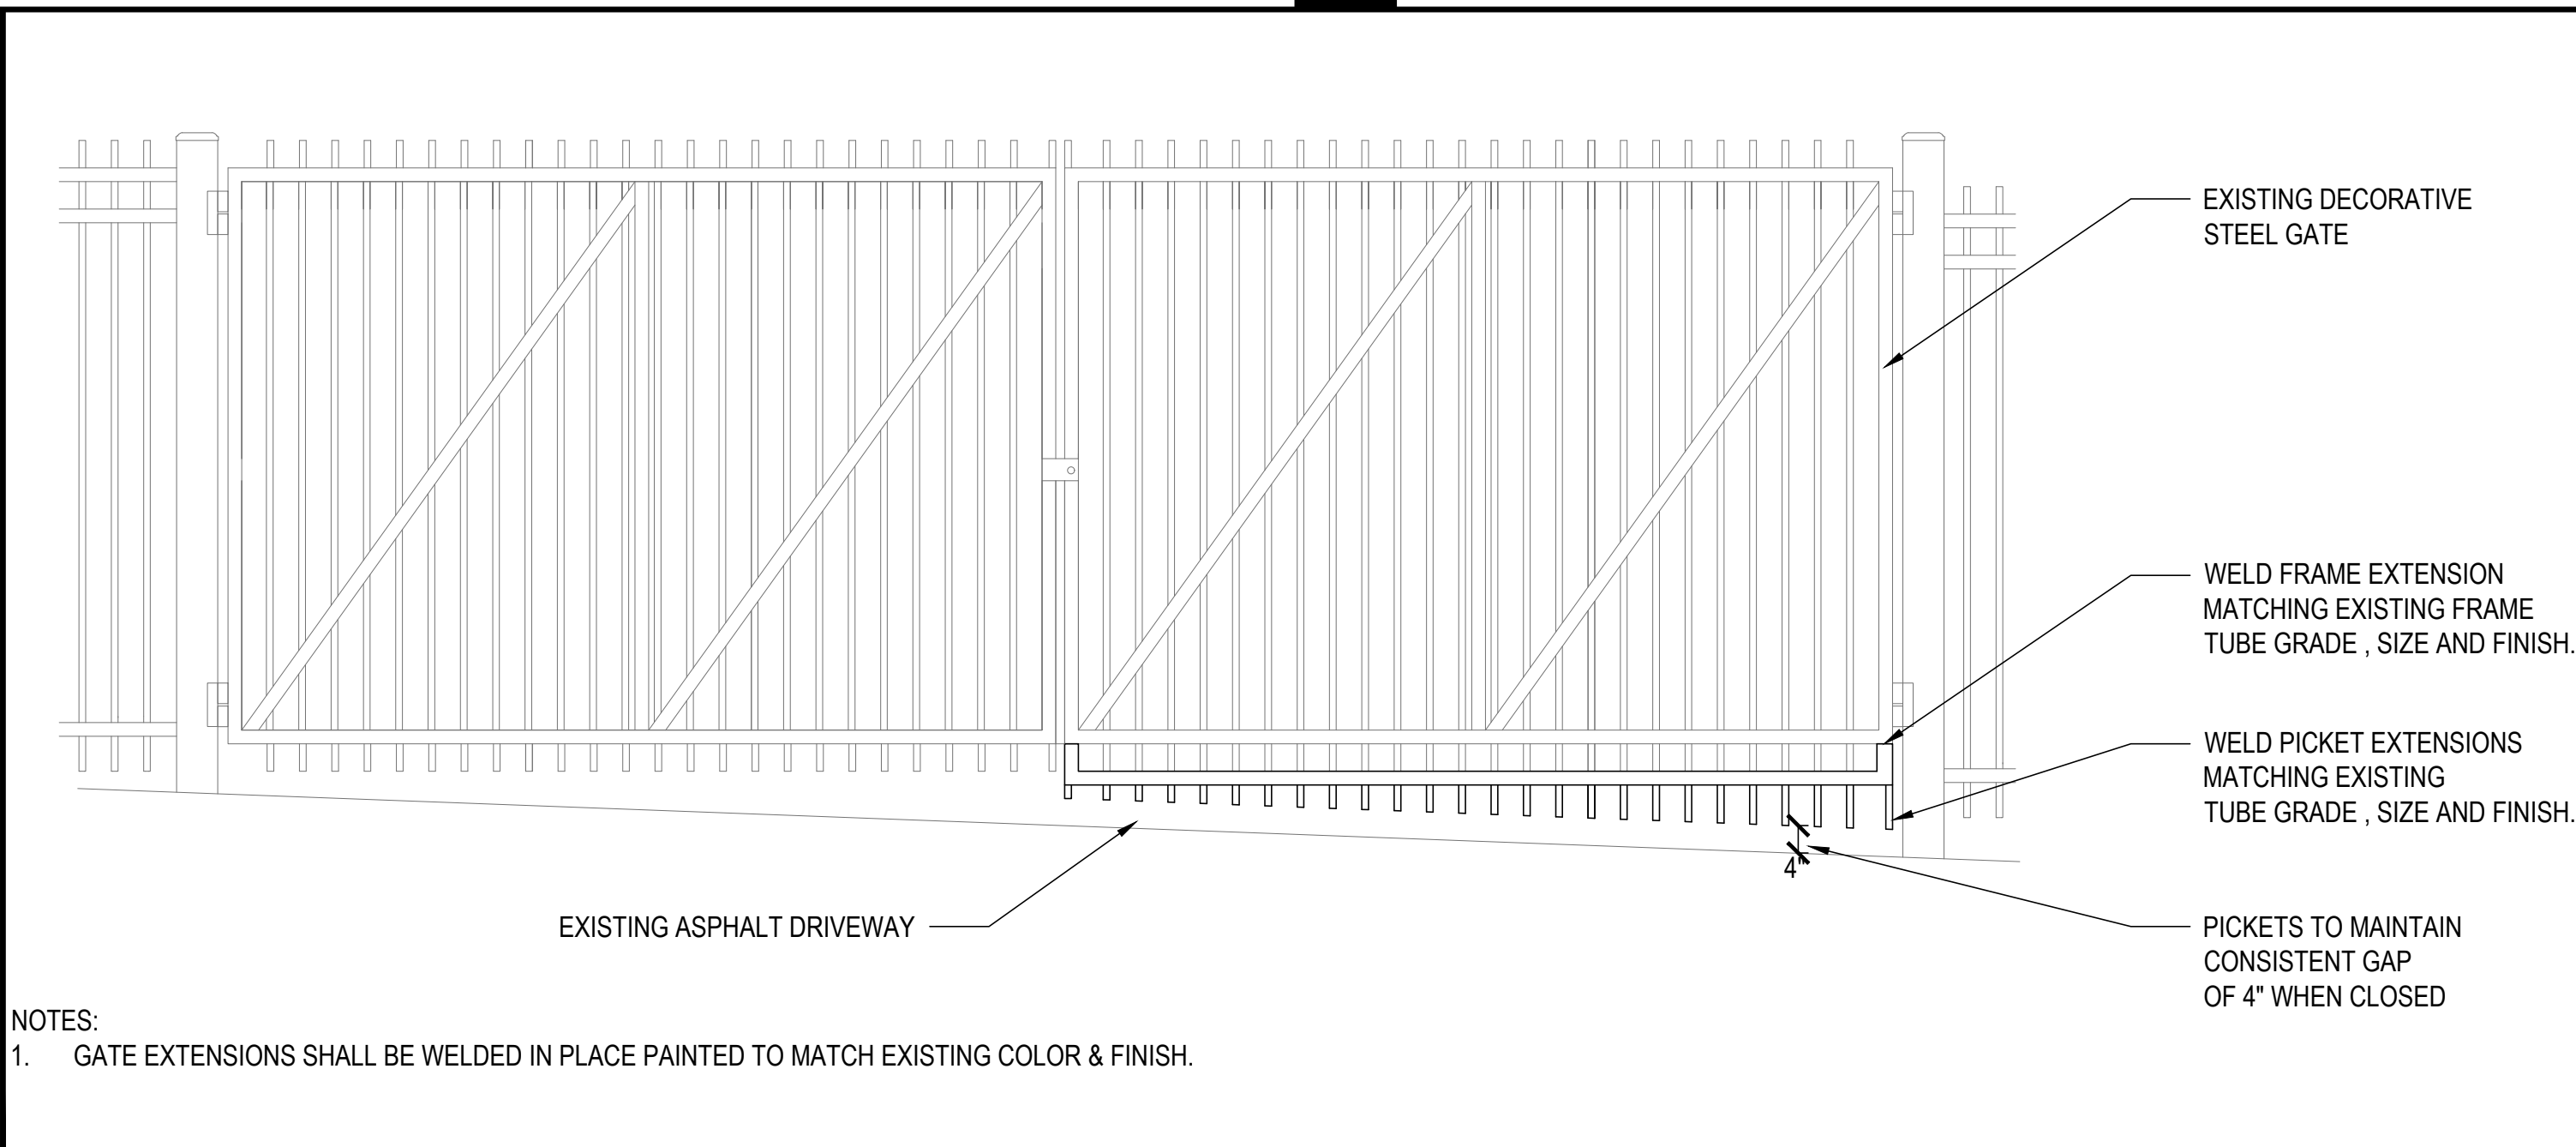 EXISTING DECORATIVE
STEEL GATE
WELD FRAME EXTENSION
MATCHING EXISTING FRAME
TUBE GRADE , SIZE AND FINISH.
WELD PICKET EXTENSIONS
MATCHING EXISTING
TUBE GRADE , SIZE AND FINISH.
4"
EXISTING ASPHALT DRIVEWAY
PICKETS TO MAINTAIN
CONSISTENT GAP
OF 4" WHEN CLOSED
NOTES:
1. GATE EXTENSIONS SHALL BE WELDED IN PLACE PAINTED TO MATCH EXISTING COLOR & FINISH.